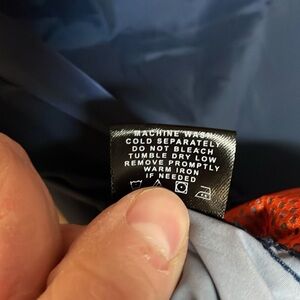 MACHINE WASH
COLD SEPARATELY
DO NOT BLEACH
TUMBLE DRY LOW
REMOVE PROMPTLY
WARM IRON
IF NEEDED